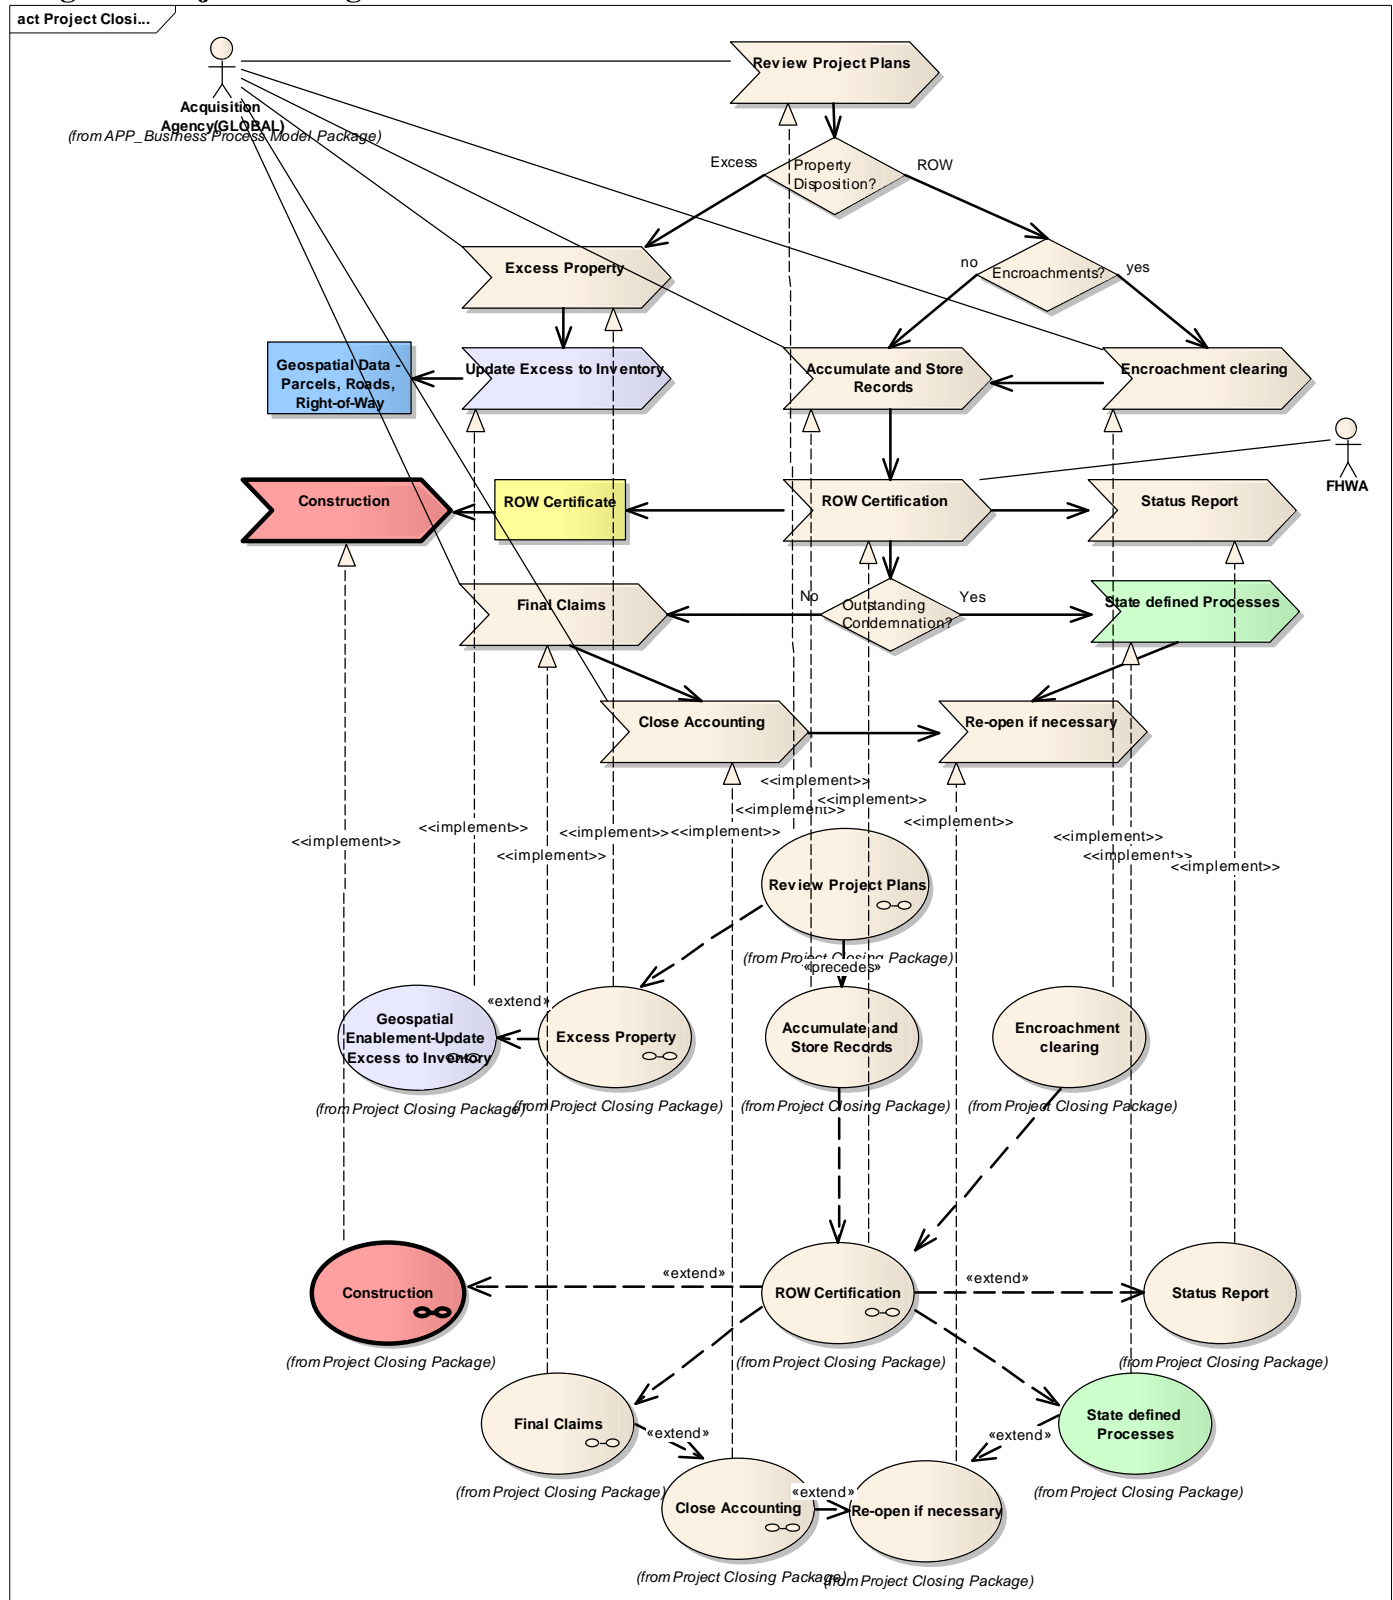 act Project Closi...
Review Project Plans
Acquisition
Agency(GLOBAL)
(from APP_Business Process Model Package)
Excess
Property
Disposition?
ROW
Excess Property
no
Encroachments?
yes
Geospatial Data -
Parcels, Roads,
Right-of-Way
Update Excess to Inventory
Accumulate and Store
Records
Encroachment clearing
FHWA
Construction
ROW Certificate
ROW Certification
Status Report
Final Claims
No
Outstanding
Condemnation?
Yes
State defined Processes
Close Accounting
Re-open if necessary
<<implement>>
<<implement>>
<<implement>>
<<implement>>
<<implement>>
<<implement>>
<<implement>>
<<implement>>
<<implement>>
<<implement>>
<<implement>>
<<implement>>
Review Project Plans
(from Project Closing Package)
«precedes»
«extend»
Geospatial
Enablement-Update
Excess to Inventory
Excess Property
Accumulate and
Store Records
Encroachment
clearing
(from Project Closing Package)
(from Project Closing Package)
(from Project Closing Package)
(from Project Closing Package)
«extend»
«extend»
Construction
ROW Certification
Status Report
(from Project Closing Package)
(from Project Closing Package)
(from Project Closing Package)
Final Claims
«extend»
«extend»
State defined
Processes
(from Project Closing Package)
(from Project Closing Package)
Close Accounting
«extend»
Re-open if necessary
(from Project Closing Package)
(from Project Closing Package)